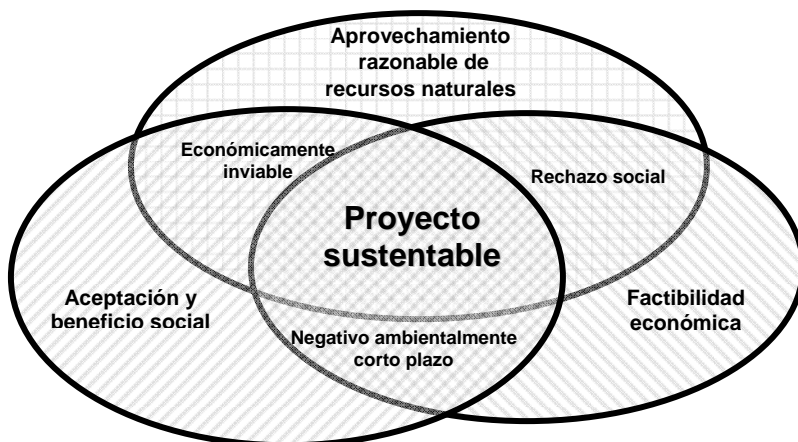 Aprovechamiento
razonable de
recursos naturales
Económicamente
inviable
Rechazo social
Proyecto
sustentable
Aceptación y
beneficio social
Factibilidad
económica
Negativo ambientalmente
corto plazo